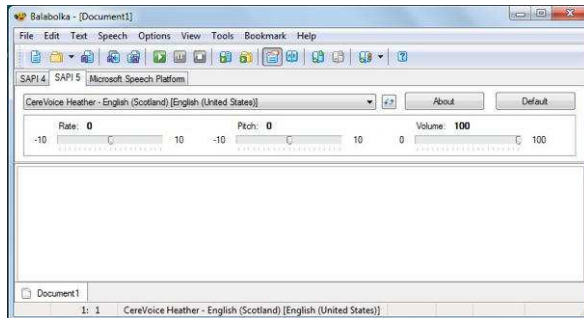 Balabolka - [Document1]
File Edit Text Speech Options View Tools Bookmark Help
SAPI 4 SAPI 5 Microsoft Speech Platform
CereVoice Heather - English (Scotland) [English (United States)] About Default
Rate: 0 Pitch: 0 Volume: 100
-10 10 -10 10 0 100
Document1
1: 1 CereVoice Heather - English (Scotland) [English (United States)]